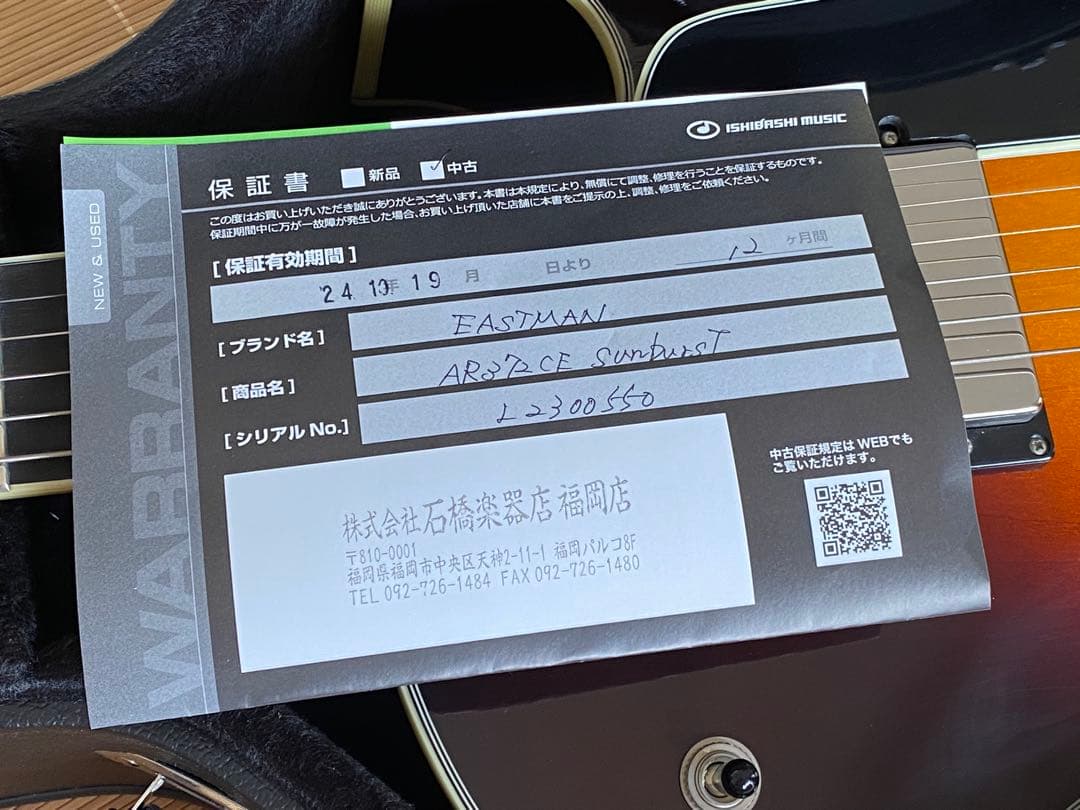 ISHIBASHI MUSIC
NEW & USED
WARRANTY
保証書 新品 中古
この度はお買い上げいただき誠にありがとうございます。本書は本規定により、無償にて調整、修理を行うことを保証するものです。
保証期間中に万が一故障が発生した場合、お買い上げ頂いた店舗に本書をご提示の上、調整、修理をご依頼ください。
[保証有効期間]
'24 10年 19 月 日より 12 ヶ月間
[ブランド名] EASTMAN
[商品名] AR372CE SunbursT
[シリアルNo.] L2300550
株式会社石橋楽器店 福岡店
〒810-0001
福岡県福岡市中央区天神2-11-1 福岡パルコ8F
TEL 092-726-1484 FAX 092-726-1480
中古保証規定はWEBでも
ご覧いただけます。